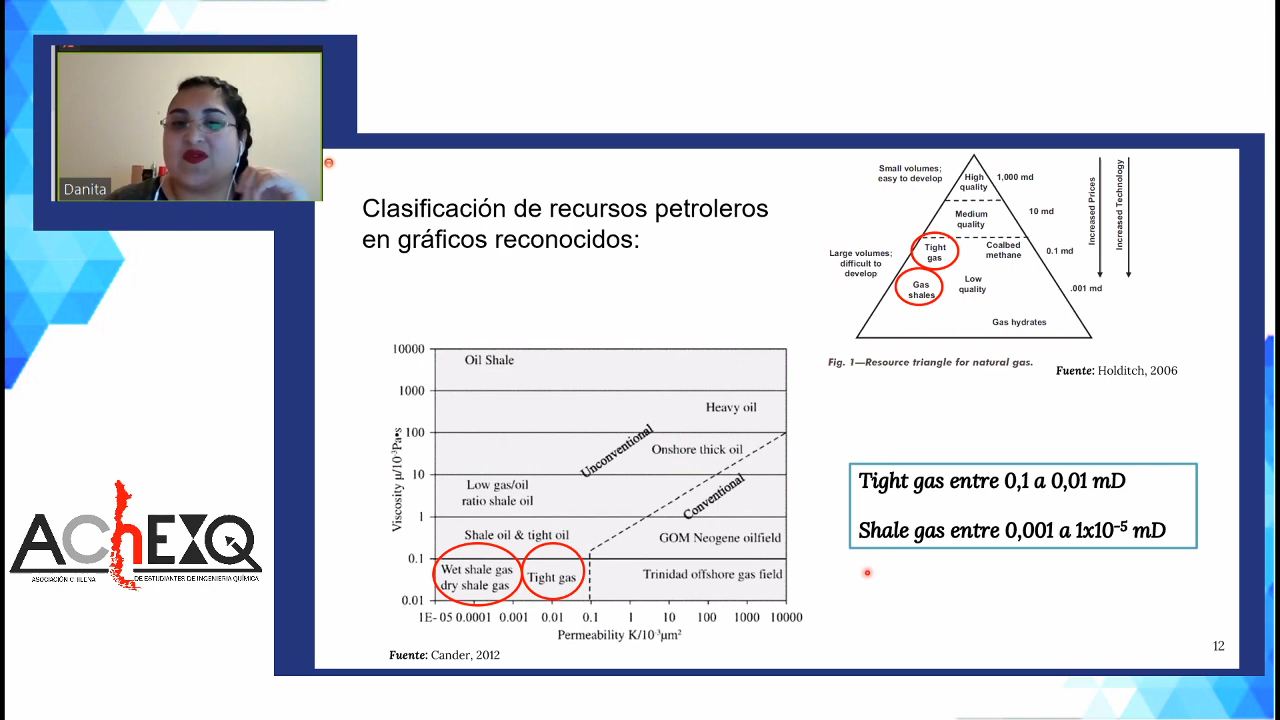 Danita
Clasificación de recursos petroleros
en gráficos reconocidos:
Small volumes;
easy to develop
High
quality
1,000 md
Medium
quality
10 md
Large volumes;
difficult to
develop
Tight
gas
Coalbed
methane
0.1 md
Gas
shales
Low
quality
.001 md
Gas hydrates
Increased Prices
Increased Technology
Fig. 1—Resource triangle for natural gas.
Fuente: Holditch, 2006
Viscosity μ/10⁻³Pa•s
10000
1000
100
10
1
0.1
0.01
Oil Shale
Heavy oil
Unconventional
Onshore thick oil
Low gas/oil
ratio shale oil
Conventional
Shale oil & tight oil
GOM Neogene oilfield
Wet shale gas
dry shale gas
Tight gas
Trinidad offshore gas field
1E- 05 0.0001 0.001 0.01 0.1 1 10 100 1000 10000
Permeability K/10⁻³μm²
Fuente: Cander, 2012
Tight gas entre 0,1 a 0,01 mD
Shale gas entre 0,001 a 1x10⁻⁵ mD
12
AChEXQ
ASOCIACIÓN CHILENA DE ESTUDIANTES DE INGENIERÍA QUÍMICA